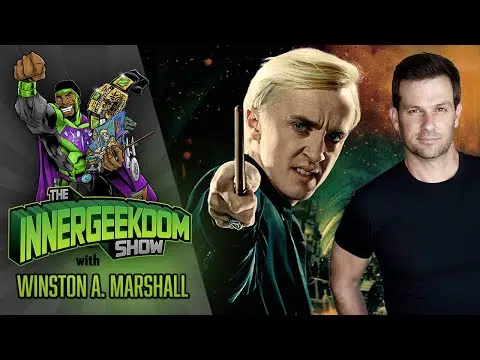 THE
INNERGEEKDOM
SHOW
with
WINSTON A. MARSHALL